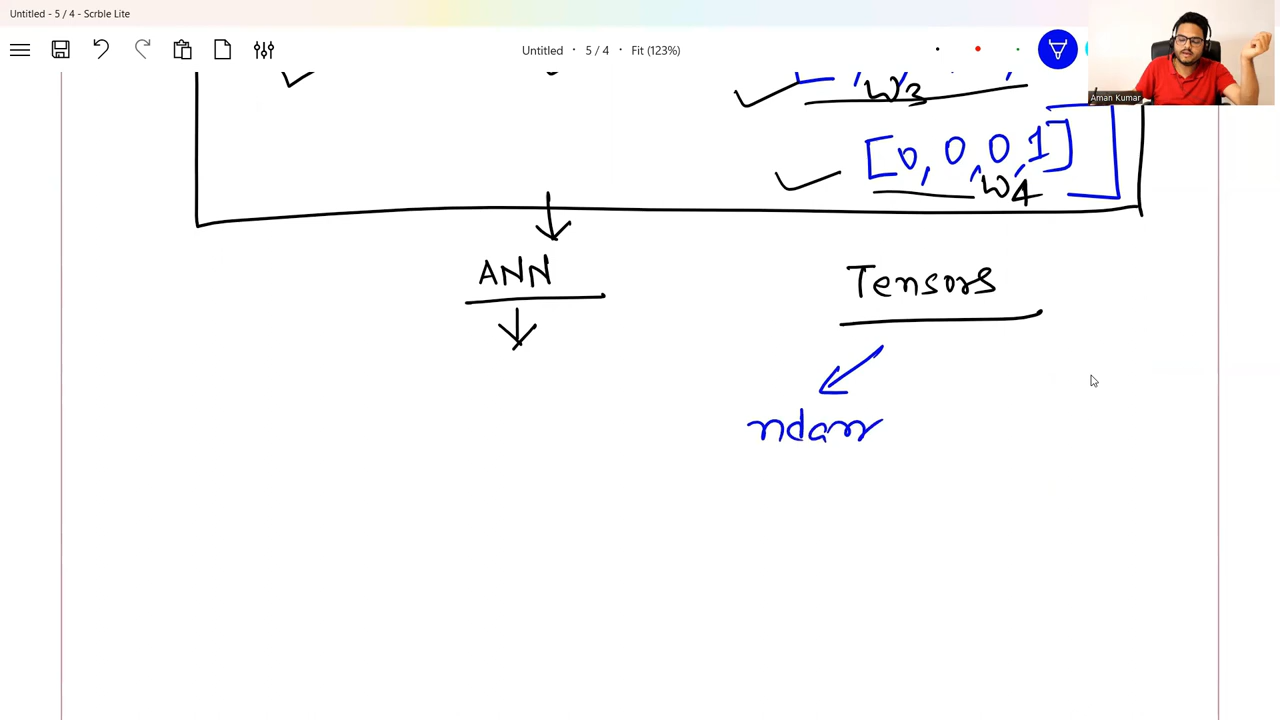 Untitled - 5 / 4 - Scrble Lite
Untitled • 5 / 4 • Fit (123%)
Aman Kumar
W3
[0, 0, 0, 1]
W4
ANN
Tensors
ndarr